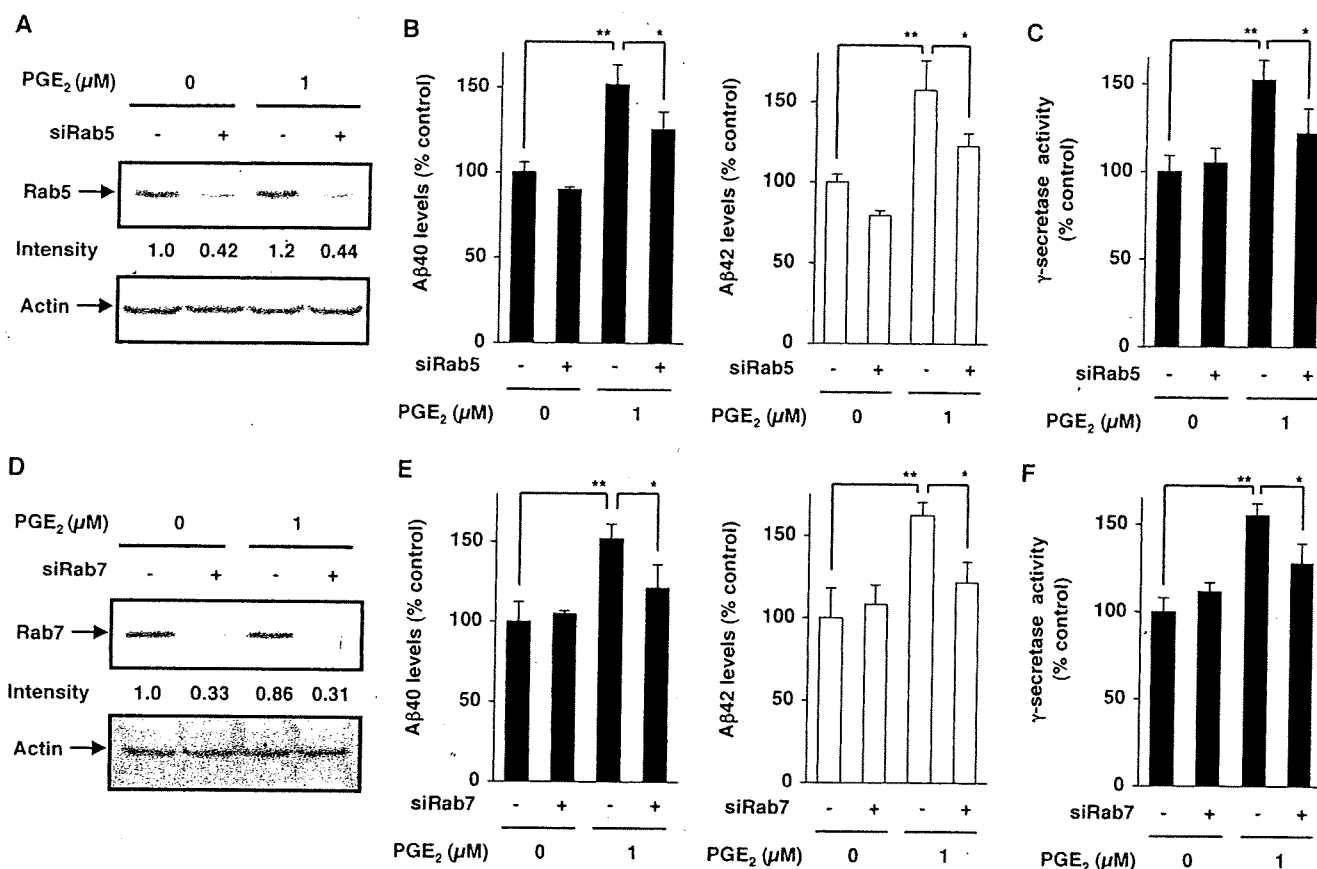 A
PGE₂ (µM) 0 1
siRab5 - + - +
Rab5
Intensity 1.0 0.42 1.2 0.44
Actin
B
** *
Aβ40 levels (% control)
150
100
50
0
siRab5 - + - +
PGE₂ (µM) 0 1
** *
Aβ42 levels (% control)
150
100
50
0
siRab5 - + - +
PGE₂ (µM) 0 1
C
** *
γ-secretase activity
(% control)
150
100
50
0
siRab5 - + - +
PGE₂ (µM) 0 1
D
PGE₂ (µM) 0 1
siRab7 - + - +
Rab7
Intensity 1.0 0.33 0.86 0.31
Actin
E
** *
Aβ40 levels (% control)
150
100
50
0
siRab7 - + - +
PGE₂ (µM) 0 1
** *
Aβ42 levels (% control)
150
100
50
0
siRab7 - + - +
PGE₂ (µM) 0 1
F
** *
γ-secretase activity
(% control)
150
100
50
0
siRab7 - + - +
PGE₂ (µM) 0 1